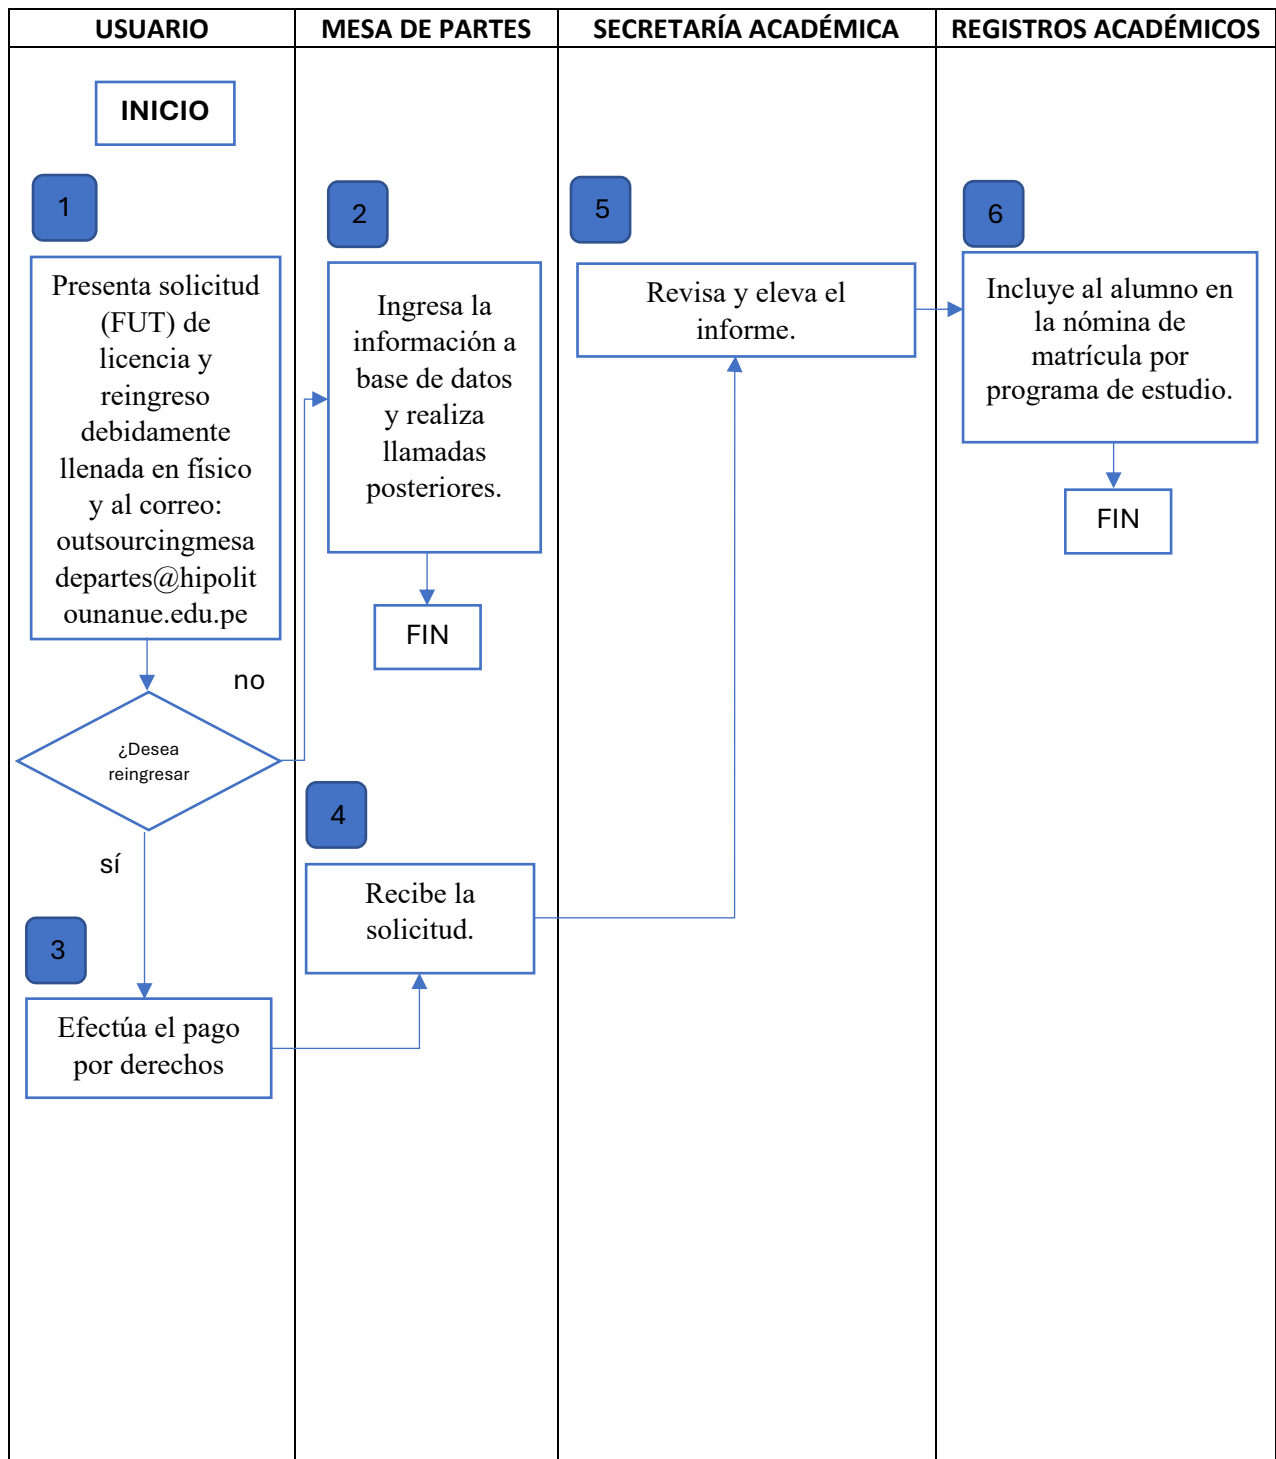 USUARIO
MESA DE PARTES
SECRETARÍA ACADÉMICA
REGISTROS ACADÉMICOS
INICIO
1
Presenta solicitud
(FUT) de
licencia y
reingreso
debidamente
llenada en físico
y al correo:
outsourcingmesa
departes@hipolit
ounanue.edu.pe
no
¿Desea
reingresar
sí
3
Efectúa el pago
por derechos
2
Ingresa la
información a
base de datos
y realiza
llamadas
posteriores.
FIN
4
Recibe la
solicitud.
5
Revisa y eleva el
informe.
6
Incluye al alumno en
la nómina de
matrícula por
programa de estudio.
FIN